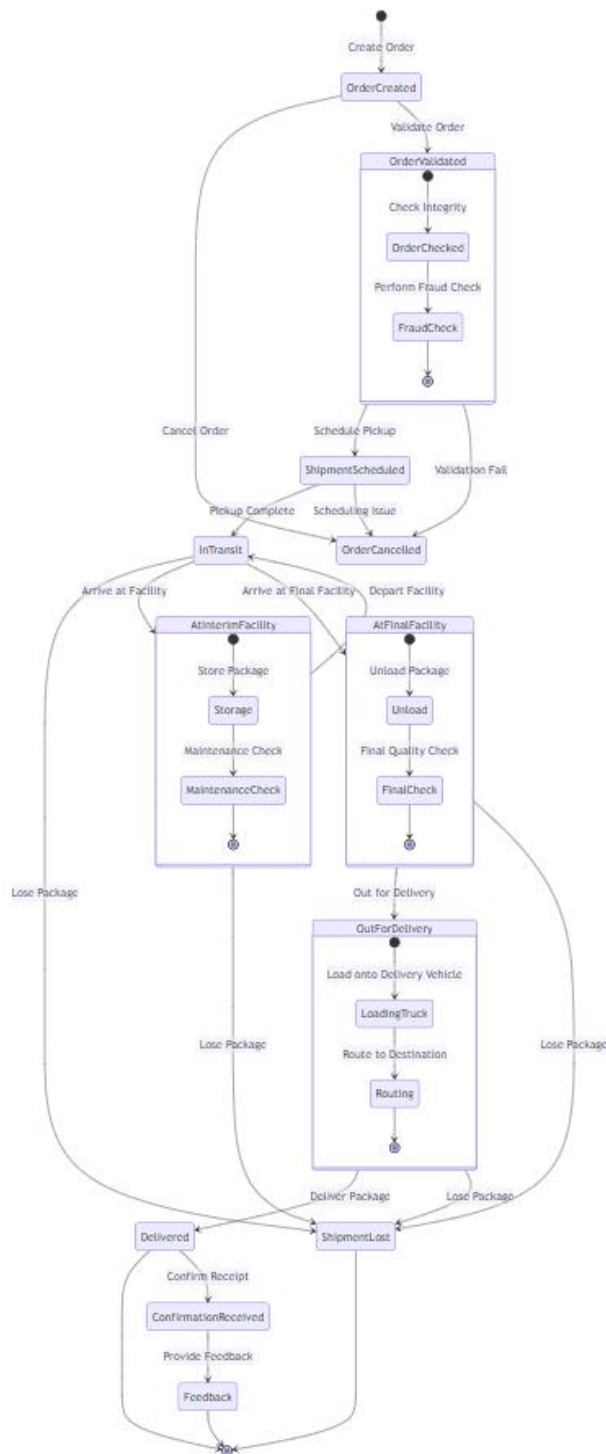 Create Order
OrderCreated
Validate Order
OrderValidated
Check Integrity
OrderChecked
Perform Fraud Check
FraudCheck
Cancel Order
Schedule Pickup
ShipmentScheduled
Validation Fail
Pickup Complete
Scheduling Issue
InTransit
OrderCancelled
Arrive at Facility
Arrive at Final Facility
Depart Facility
AtInterimFacility
AtFinalFacility
Store Package
Unload Package
Storage
Unload
Maintenance Check
Final Quality Check
MaintenanceCheck
FinalCheck
Lose Package
Out for Delivery
OutForDelivery
Load onto Delivery Vehicle
LoadingTruck
Lose Package
Route to Destination
Lose Package
Routing
Deliver Package
Lose Package
Delivered
ShipmentLost
Confirm Receipt
ConfirmationReceived
Provide Feedback
Feedback